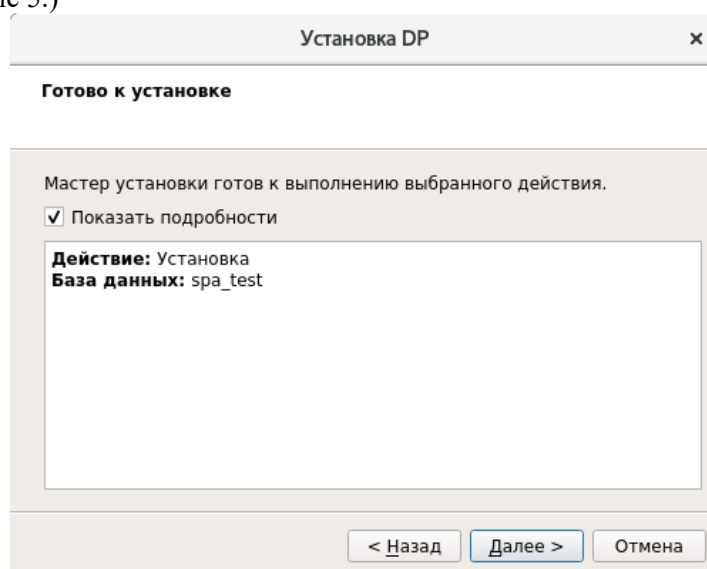 Установка DP
Готово к установке
Мастер установки готов к выполнению выбранного действия.
Показать подробности
Действие: Установка
База данных: spa_test
< Назад
Далее >
Отмена